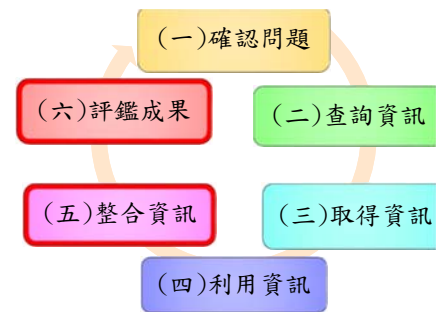 (一)確認問題
(二)查詢資訊
(三)取得資訊
(四)利用資訊
(五)整合資訊
(六)評鑑成果